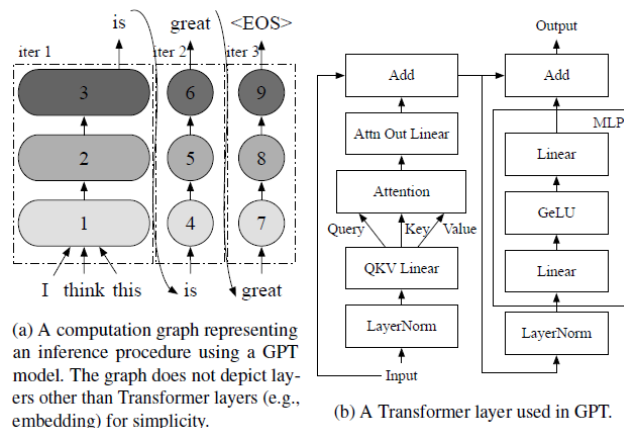 is great <EOS>
iter 1 iter 2 iter 3
3 6 9
2 5 8
1 4 7
I think this is great
(a) A computation graph representing
an inference procedure using a GPT
model. The graph does not depict lay-
ers other than Transformer layers (e.g.,
embedding) for simplicity.
Output
Add Add
MLP
Attn Out Linear Linear
Attention GeLU
Query Key Value
QKV Linear Linear
LayerNorm LayerNorm
Input
(b) A Transformer layer used in GPT.